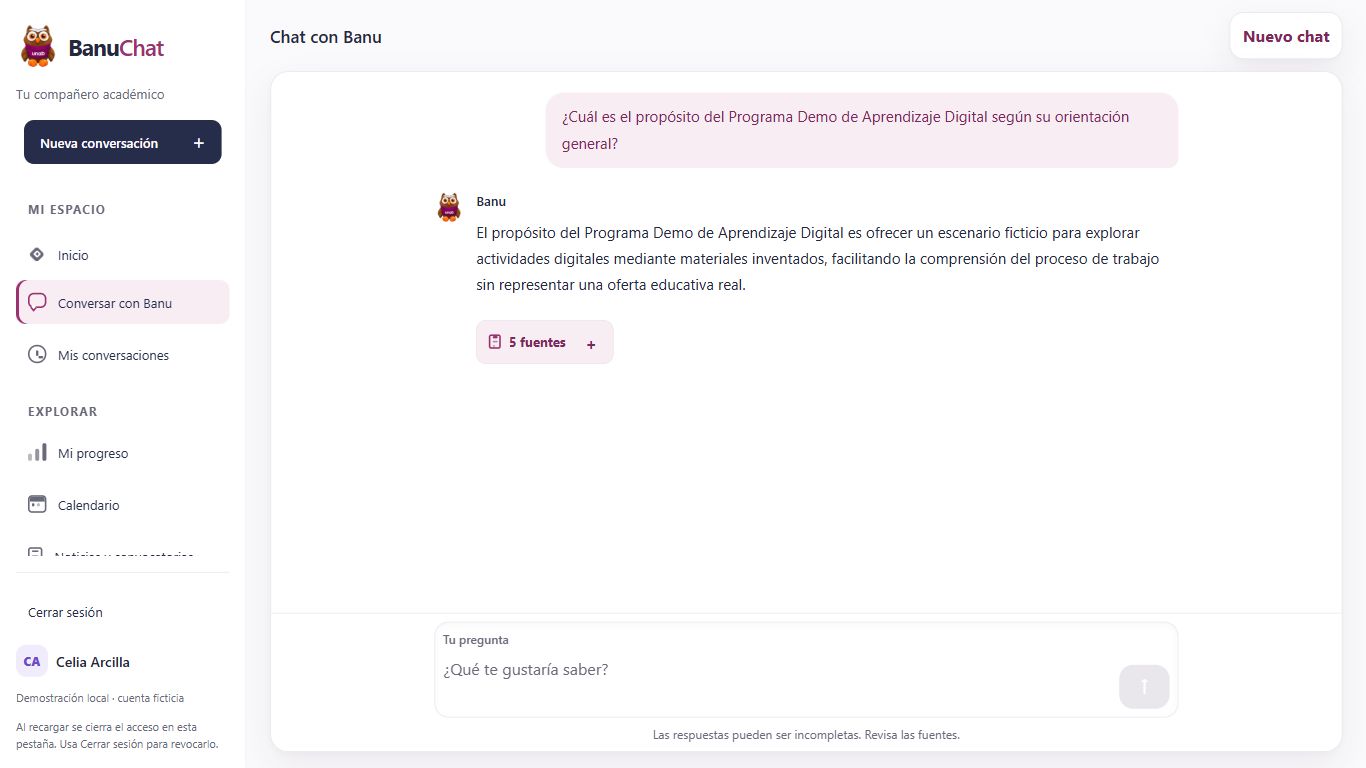 BanuChat
Tu compañero académico
Nueva conversación +
MI ESPACIO
Inicio
Conversar con Banu
Mis conversaciones
EXPLORAR
Mi progreso
Calendario
Noticias y convocatorias
Cerrar sesión
CA Celia Arcilla
Demostración local · cuenta ficticia
Al recargar se cierra el acceso en esta
pestaña. Usa Cerrar sesión para revocarlo.
Chat con Banu
Nuevo chat
¿Cuál es el propósito del Programa Demo de Aprendizaje Digital según su orientación
general?
Banu
El propósito del Programa Demo de Aprendizaje Digital es ofrecer un escenario ficticio para explorar
actividades digitales mediante materiales inventados, facilitando la comprensión del proceso de trabajo
sin representar una oferta educativa real.
5 fuentes +
Tu pregunta
¿Qué te gustaría saber?
Las respuestas pueden ser incompletas. Revisa las fuentes.